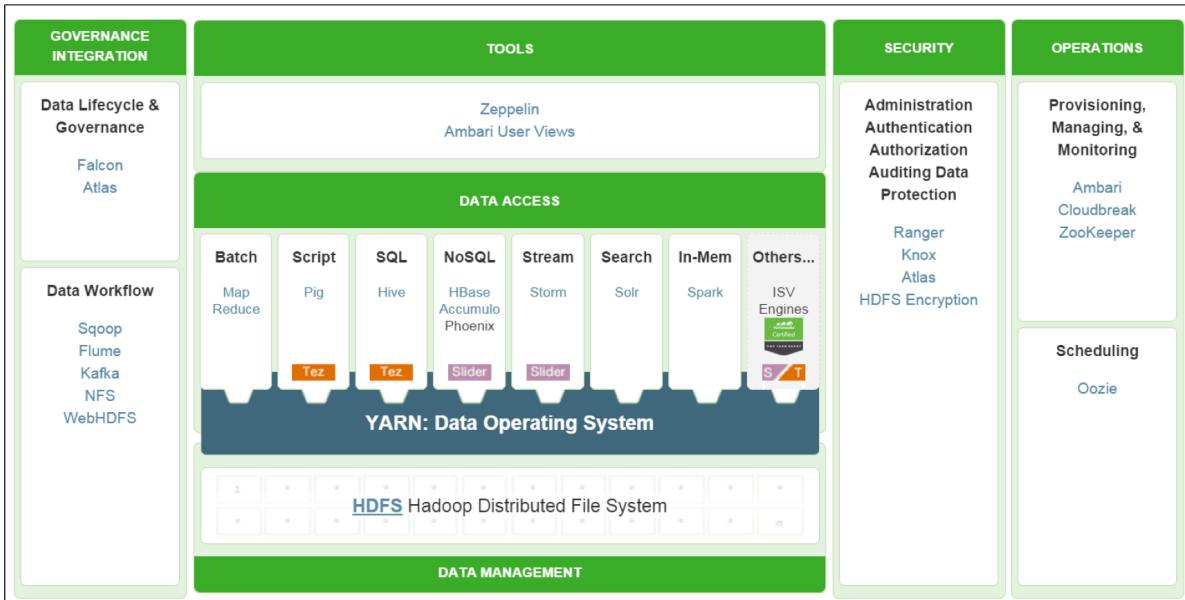 GOVERNANCE
INTEGRATION
Data Lifecycle &
Governance
Falcon
Atlas
Data Workflow
Sqoop
Flume
Kafka
NFS
WebHDFS
TOOLS
Zeppelin
Ambari User Views
DATA ACCESS
Batch
Map
Reduce
Script
Pig
Tez
SQL
Hive
Tez
NoSQL
HBase
Accumulo
Phoenix
Slider
Stream
Storm
Slider
Search
Solr
In-Mem
Spark
Others...
ISV
Engines
Certified
S T
YARN: Data Operating System
1
HDFS Hadoop Distributed File System
n
DATA MANAGEMENT
SECURITY
Administration
Authentication
Authorization
Auditing Data
Protection
Ranger
Knox
Atlas
HDFS Encryption
OPERATIONS
Provisioning,
Managing, &
Monitoring
Ambari
Cloudbreak
ZooKeeper
Scheduling
Oozie